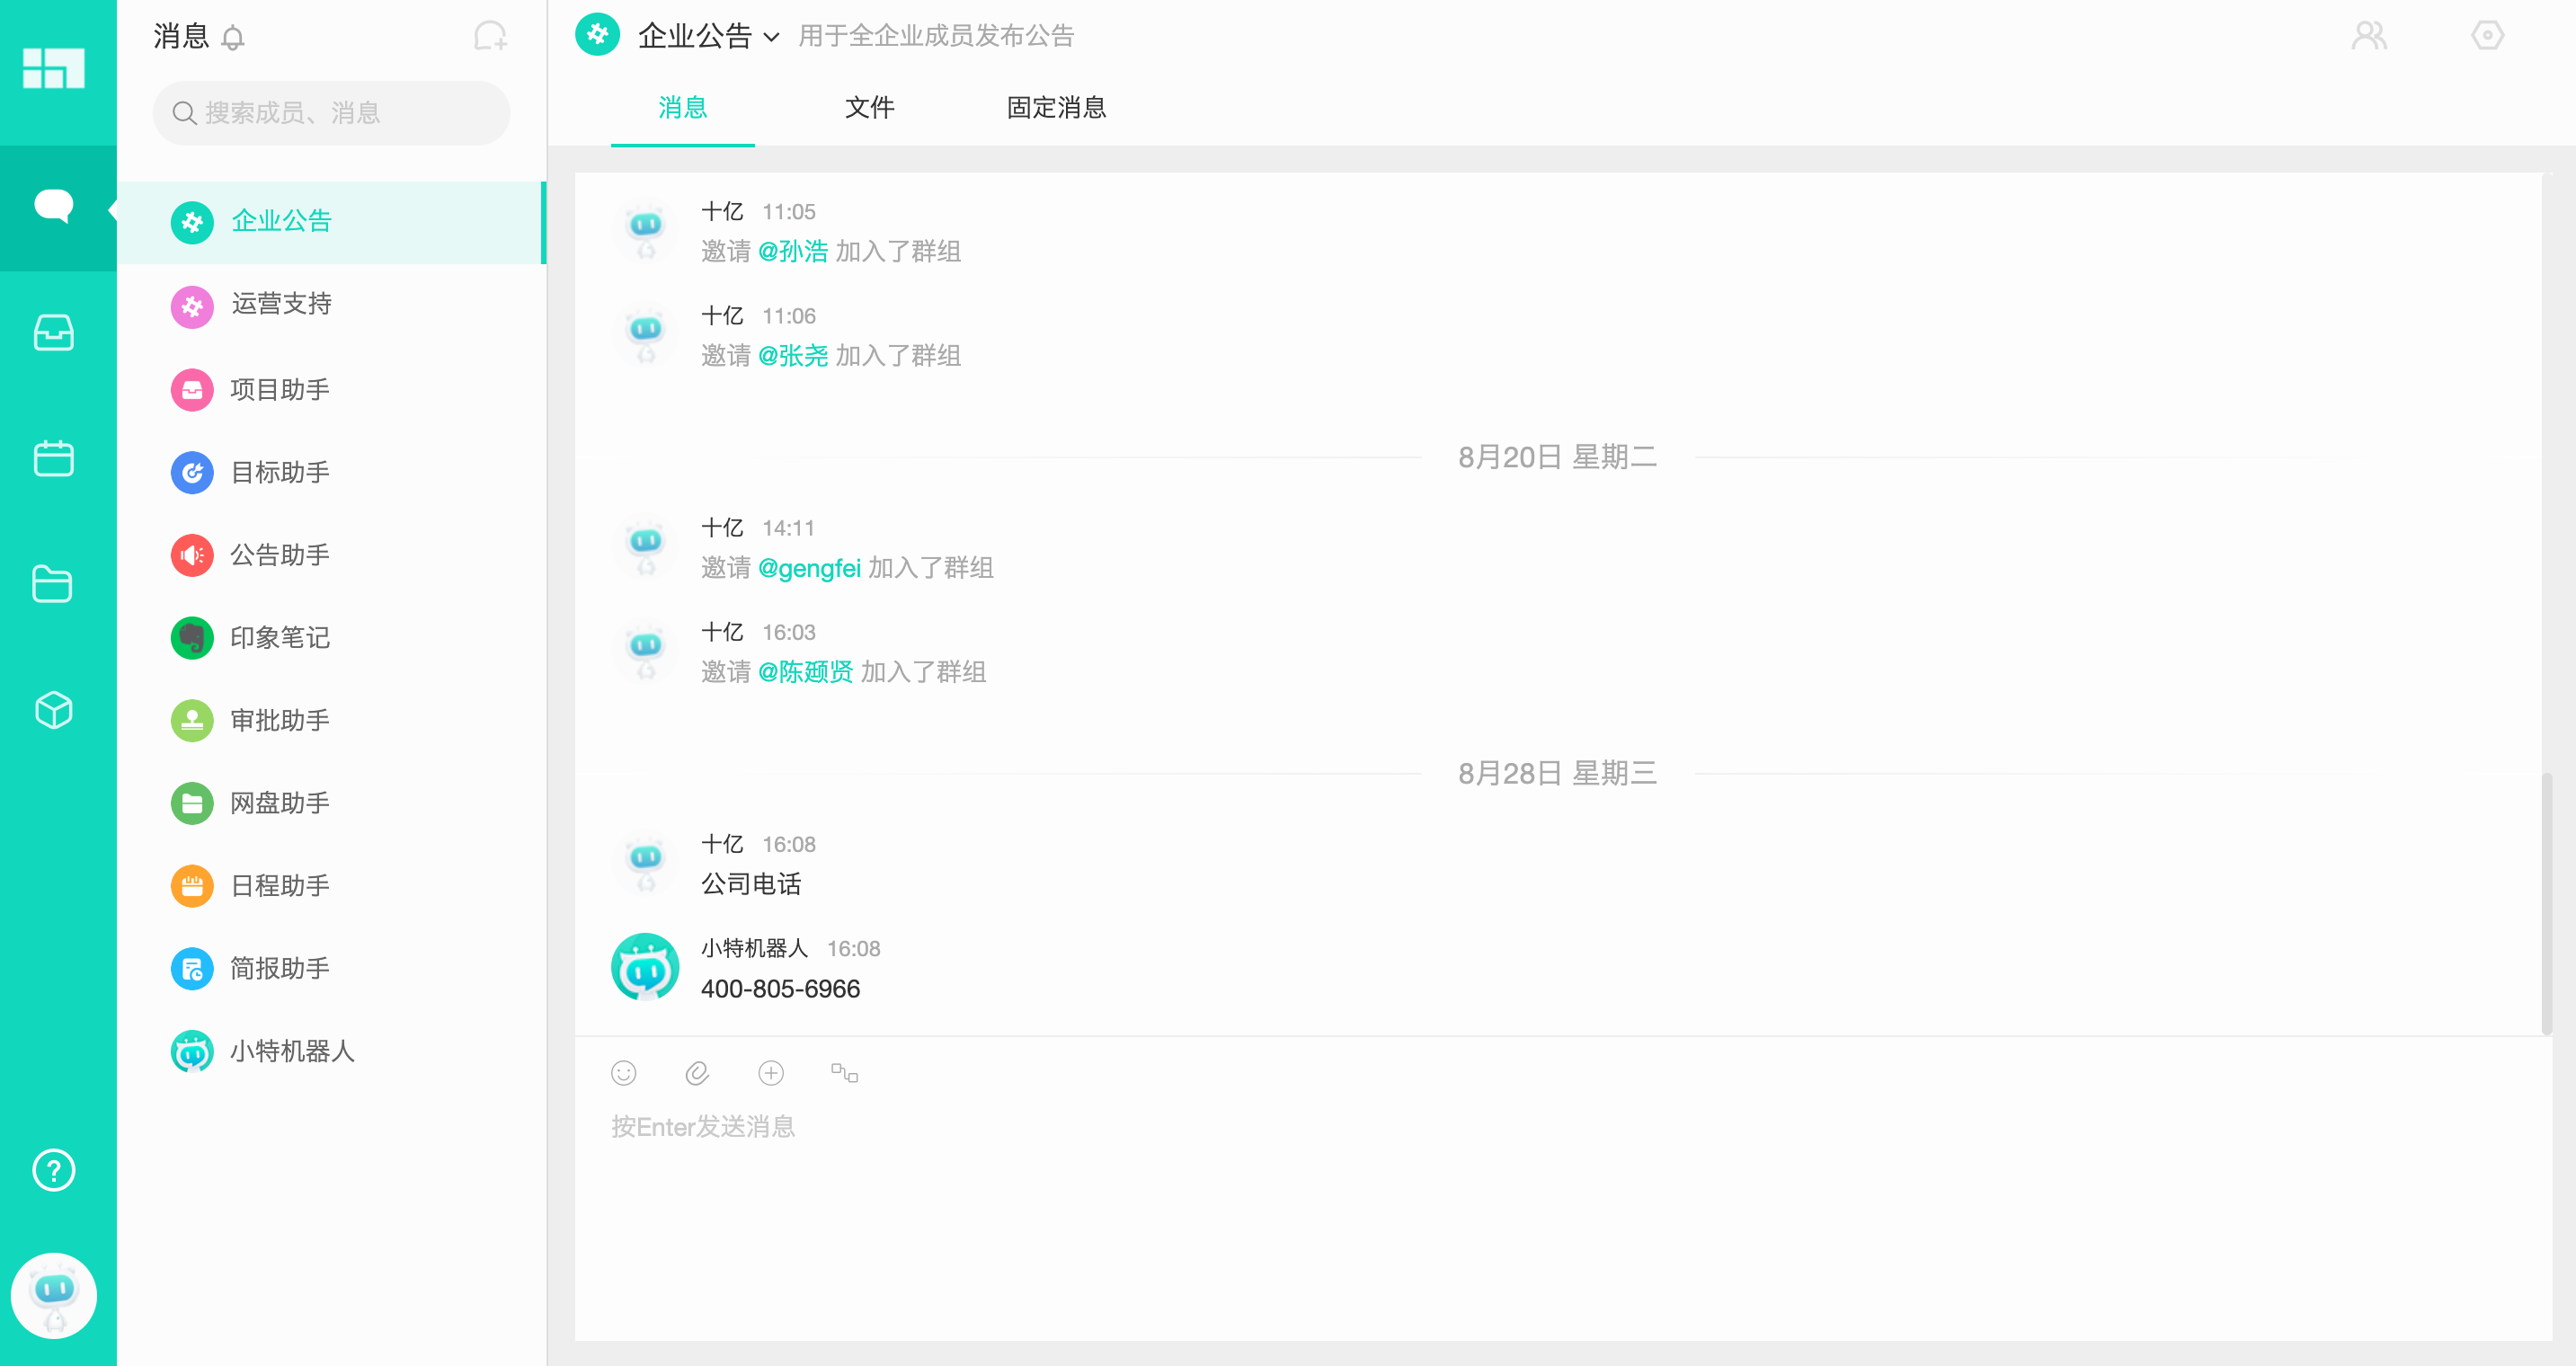 消息
搜索成员、消息
企业公告
运营支持
项目助手
目标助手
公告助手
印象笔记
审批助手
网盘助手
日程助手
简报助手
小特机器人
企业公告 用于全企业成员发布公告
消息 文件 固定消息
十亿 11:05
邀请 @孙浩 加入了群组
十亿 11:06
邀请 @张尧 加入了群组
8月20日 星期二
十亿 14:11
邀请 @gengfei 加入了群组
十亿 16:03
邀请 @陈颋贤 加入了群组
8月28日 星期三
十亿 16:08
公司电话
小特机器人 16:08
400-805-6966
按Enter发送消息